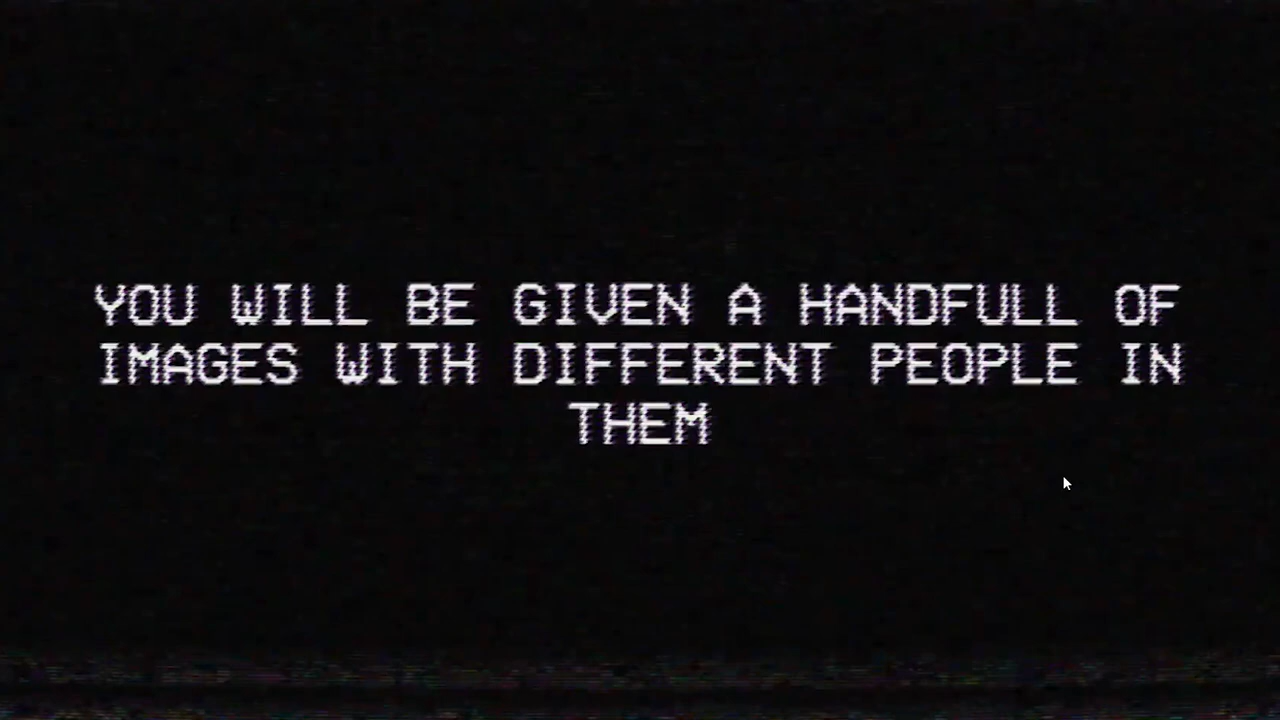 YOU WILL BE GIVEN A HANDFULL OF
IMAGES WITH DIFFERENT PEOPLE IN
THEM